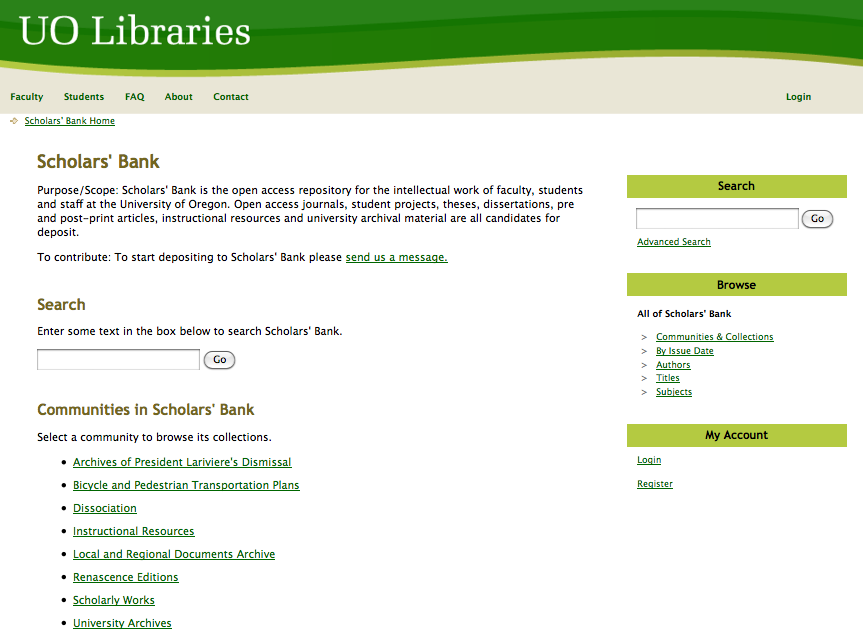 UO Libraries
Faculty Students FAQ About Contact Login
Scholars' Bank Home
Scholars' Bank
Purpose/Scope: Scholars' Bank is the open access repository for the intellectual work of faculty, students
and staff at the University of Oregon. Open access journals, student projects, theses, dissertations, pre
and post-print articles, instructional resources and university archival material are all candidates for
deposit.
To contribute: To start depositing to Scholars' Bank please send us a message.
Search
Enter some text in the box below to search Scholars' Bank.
Go
Communities in Scholars' Bank
Select a community to browse its collections.
• Archives of President Lariviere's Dismissal
• Bicycle and Pedestrian Transportation Plans
• Dissociation
• Instructional Resources
• Local and Regional Documents Archive
• Renascence Editions
• Scholarly Works
• University Archives
Search
Go
Advanced Search
Browse
All of Scholars' Bank
> Communities & Collections
> By Issue Date
> Authors
> Titles
> Subjects
My Account
Login
Register